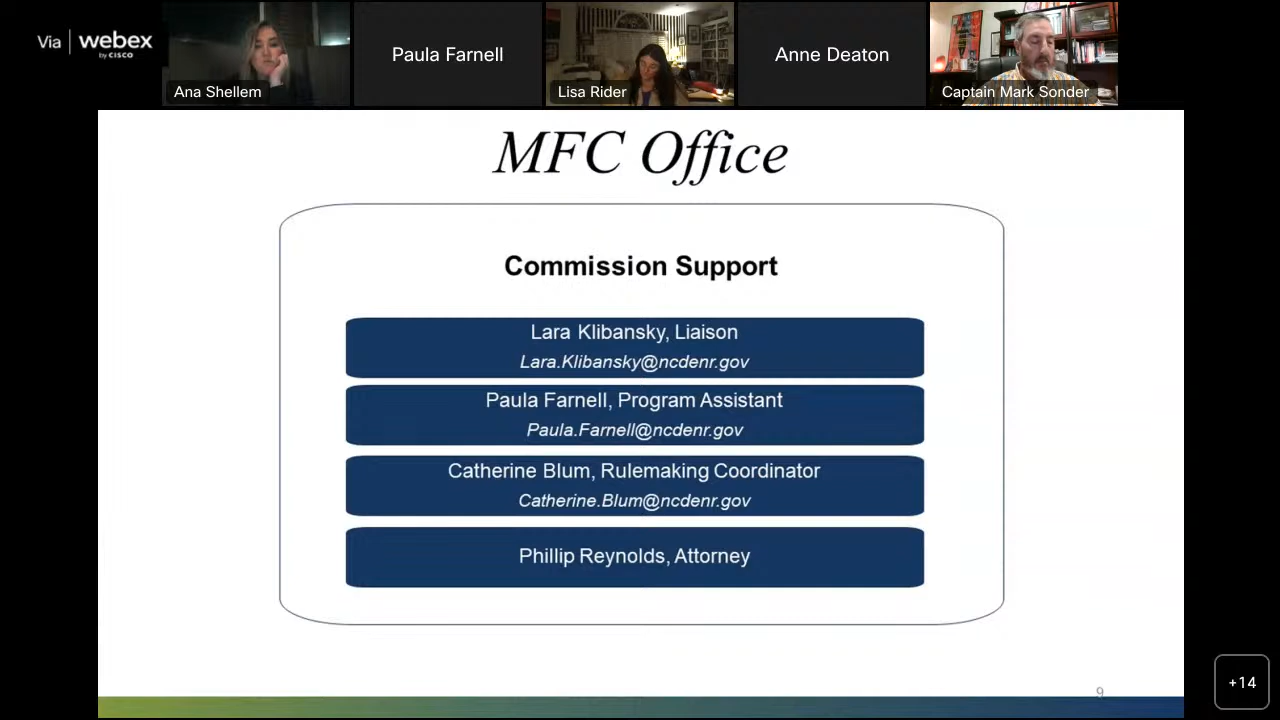 Via | webex
by CISCO
Ana Shellem
Paula Farnell
Lisa Rider
Anne Deaton
Captain Mark Sonder
MFC Office
Commission Support
Lara Klibansky, Liaison
Lara.Klibansky@ncdenr.gov
Paula Farnell, Program Assistant
Paula.Farnell@ncdenr.gov
Catherine Blum, Rulemaking Coordinator
Catherine.Blum@ncdenr.gov
Phillip Reynolds, Attorney
9
+14